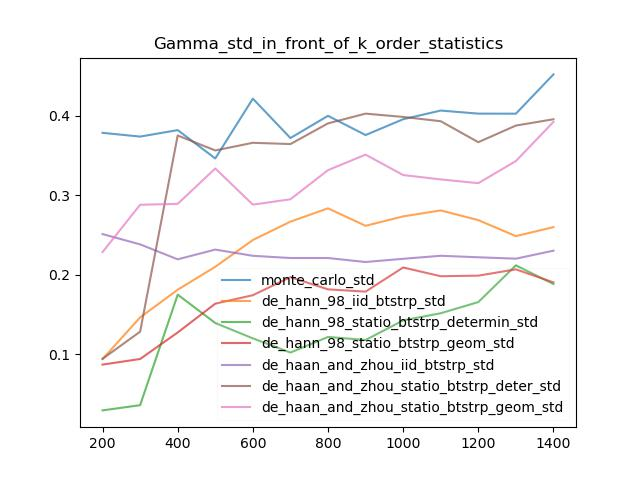 Gamma_std_in_front_of_k_order_statistics
0.4
0.3
0.2
0.1
monte_carlo_std
de_hann_98_iid_btstrp_std
de_hann_98_statio_btstrp_determin_std
de_hann_98_statio_btstrp_geom_std
de_haan_and_zhou_iid_btstrp_std
de_haan_and_zhou_statio_btstrp_deter_std
de_haan_and_zhou_statio_btstrp_geom_std
200 400 600 800 1000 1200 1400